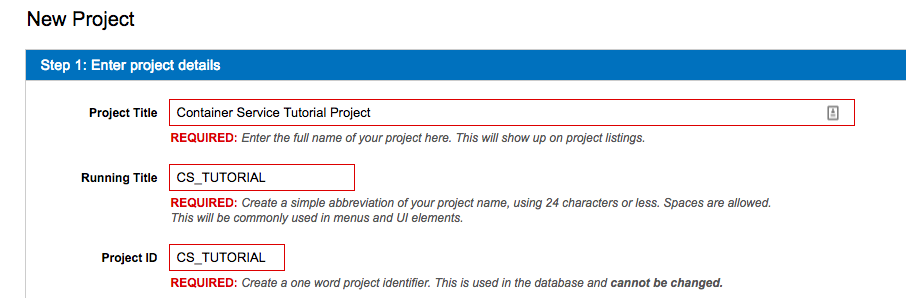 New Project
Step 1: Enter project details
Project Title
Container Service Tutorial Project
REQUIRED: Enter the full name of your project here. This will show up on project listings.
Running Title
CS_TUTORIAL
REQUIRED: Create a simple abbreviation of your project name, using 24 characters or less. Spaces are allowed.
This will be commonly used in menus and UI elements.
Project ID
CS_TUTORIAL
REQUIRED: Create a one word project identifier. This is used in the database and cannot be changed.